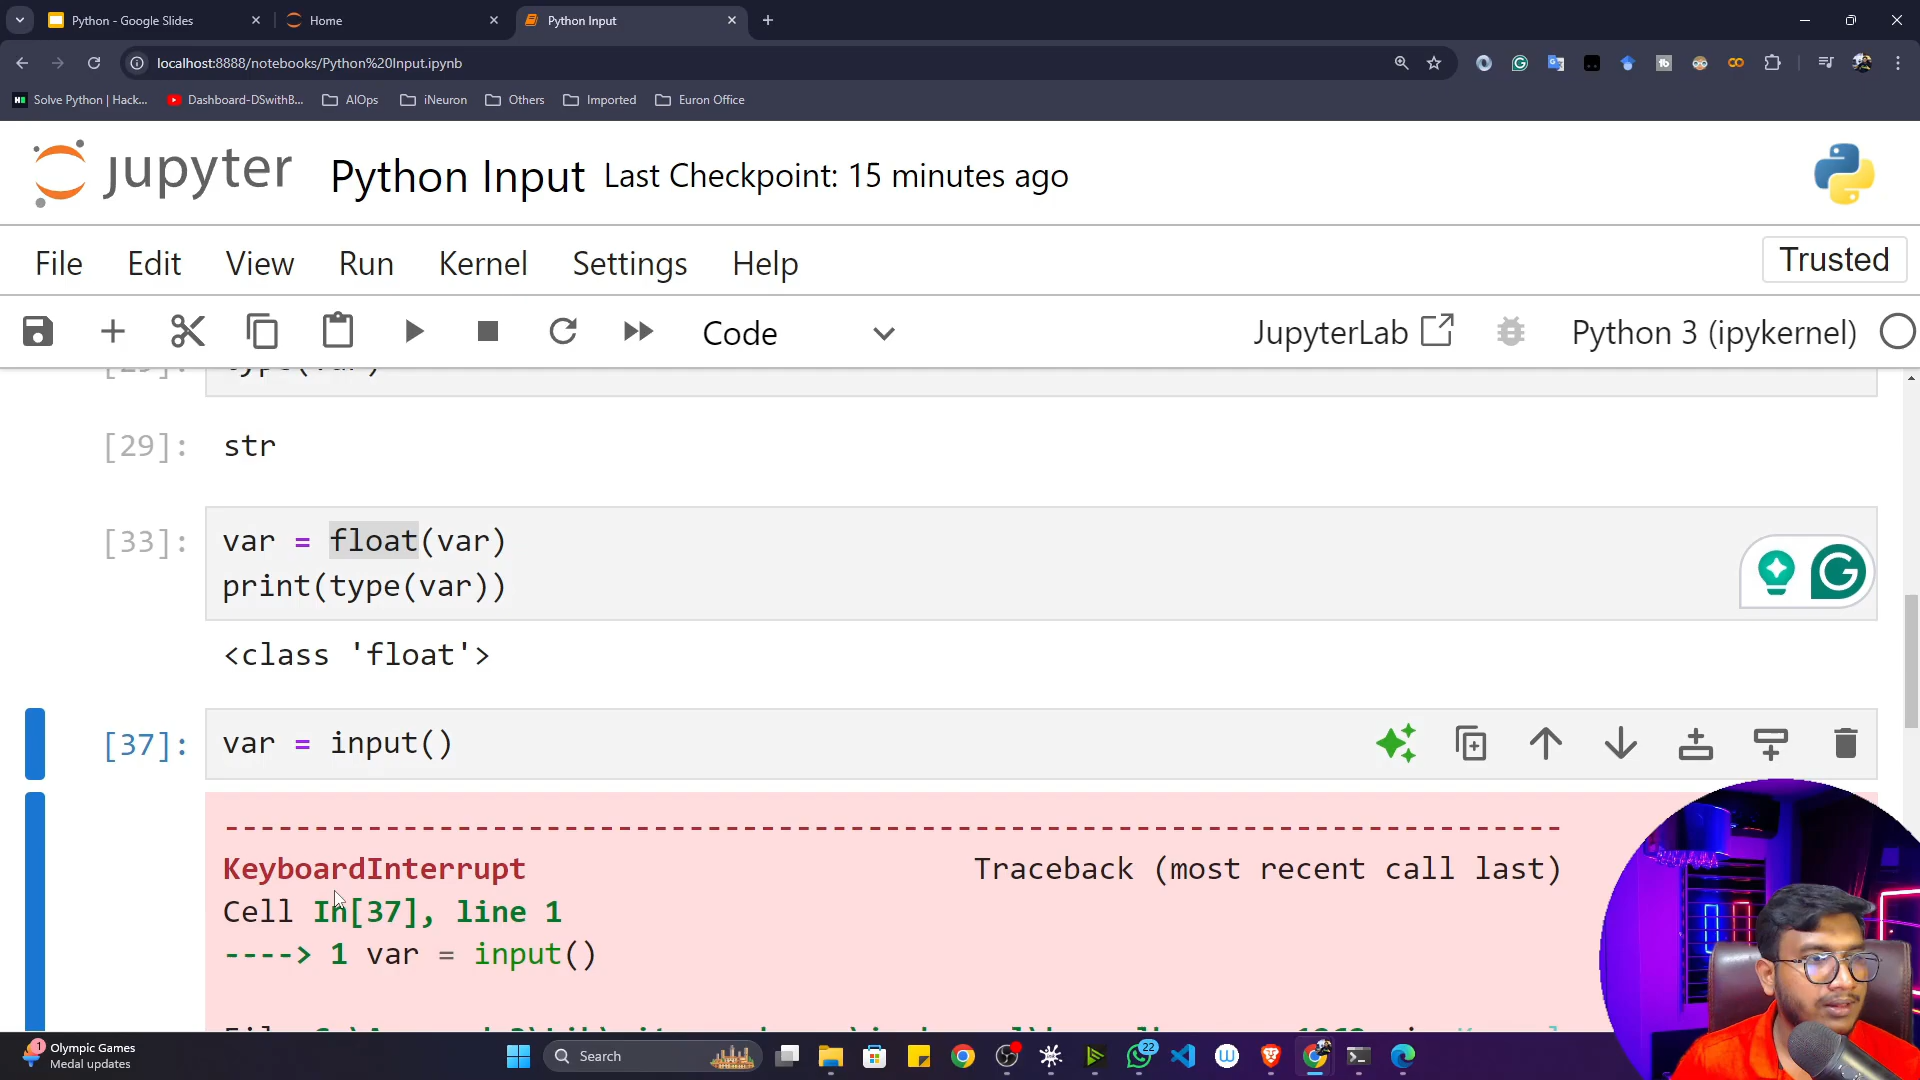 Python - Google Slides
Home
Python Input
localhost:8888/notebooks/Python%20Input.ipynb
Solve Python | Hack...
Dashboard-DSwithB...
AIOps
iNeuron
Others
Imported
Euron Office
jupyter
Python Input
Last Checkpoint: 15 minutes ago
File
Edit
View
Run
Kernel
Settings
Help
Trusted
Code
JupyterLab
Python 3 (ipykernel)
[29]: type(var)
[29]: str
[33]: var = float(var)
print(type(var))
<class 'float'>
[37]: var = input()
---------------------------------------------------------------------------
KeyboardInterrupt Traceback (most recent call last)
Cell In[37], line 1
----> 1 var = input()
Olympic Games
Medal updates
Search
22